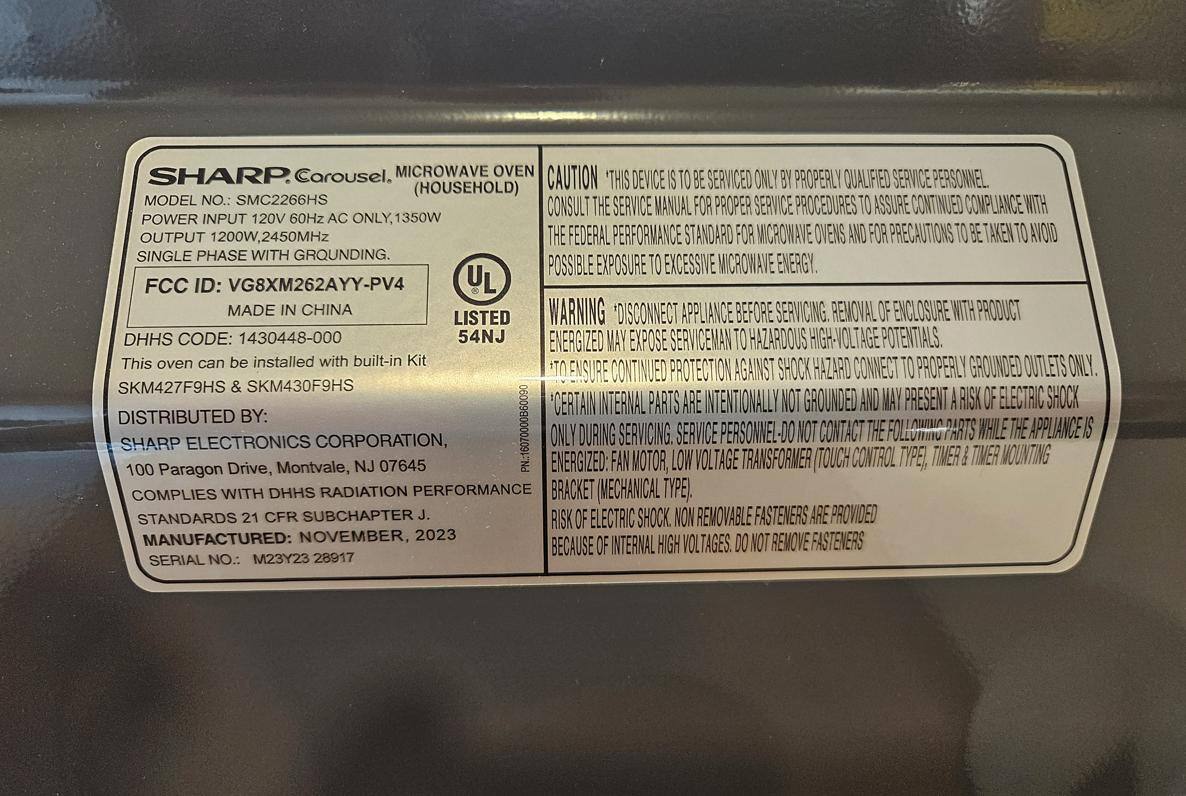 SHARP® Carousel® MICROWAVE OVEN
(HOUSEHOLD)
MODEL NO.: SMC2266HS
POWER INPUT 120V 60Hz AC ONLY,1350W
OUTPUT 1200W,2450MHz
SINGLE PHASE WITH GROUNDING.
FCC ID: VG8XM262AYY-PV4
MADE IN CHINA
UL®
LISTED
54NJ
DHHS CODE: 1430448-000
This oven can be installed with built-in Kit
SKM427F9HS & SKM430F9HS
DISTRIBUTED BY:
SHARP ELECTRONICS CORPORATION,
100 Paragon Drive, Montvale, NJ 07645
COMPLIES WITH DHHS RADIATION PERFORMANCE
STANDARDS 21 CFR SUBCHAPTER J.
MANUFACTURED: NOVEMBER, 2023
SERIAL NO.: M23Y23 28917
PN.:16070000B60090
CAUTION *THIS DEVICE IS TO BE SERVICED ONLY BY PROPERLY QUALIFIED SERVICE PERSONNEL.
CONSULT THE SERVICE MANUAL FOR PROPER SERVICE PROCEDURES TO ASSURE CONTINUED COMPLIANCE WITH
THE FEDERAL PERFORMANCE STANDARD FOR MICROWAVE OVENS AND FOR PRECAUTIONS TO BE TAKEN TO AVOID
POSSIBLE EXPOSURE TO EXCESSIVE MICROWAVE ENERGY.
WARNING *DISCONNECT APPLIANCE BEFORE SERVICING. REMOVAL OF ENCLOSURE WITH PRODUCT
ENERGIZED MAY EXPOSE SERVICEMAN TO HAZARDOUS HIGH-VOLTAGE POTENTIALS.
*TO ENSURE CONTINUED PROTECTION AGAINST SHOCK HAZARD CONNECT TO PROPERLY GROUNDED OUTLETS ONLY.
*CERTAIN INTERNAL PARTS ARE INTENTIONALLY NOT GROUNDED AND MAY PRESENT A RISK OF ELECTRIC SHOCK
ONLY DURING SERVICING. SERVICE PERSONNEL-DO NOT CONTACT THE FOLLOWING PARTS WHILE THE APPLIANCE IS
ENERGIZED: FAN MOTOR, LOW VOLTAGE TRANSFORMER (TOUCH CONTROL TYPE), TIMER & TIMER MOUNTING
BRACKET (MECHANICAL TYPE).
RISK OF ELECTRIC SHOCK. NON REMOVABLE FASTENERS ARE PROVIDED
BECAUSE OF INTERNAL HIGH VOLTAGES. DO NOT REMOVE FASTENERS